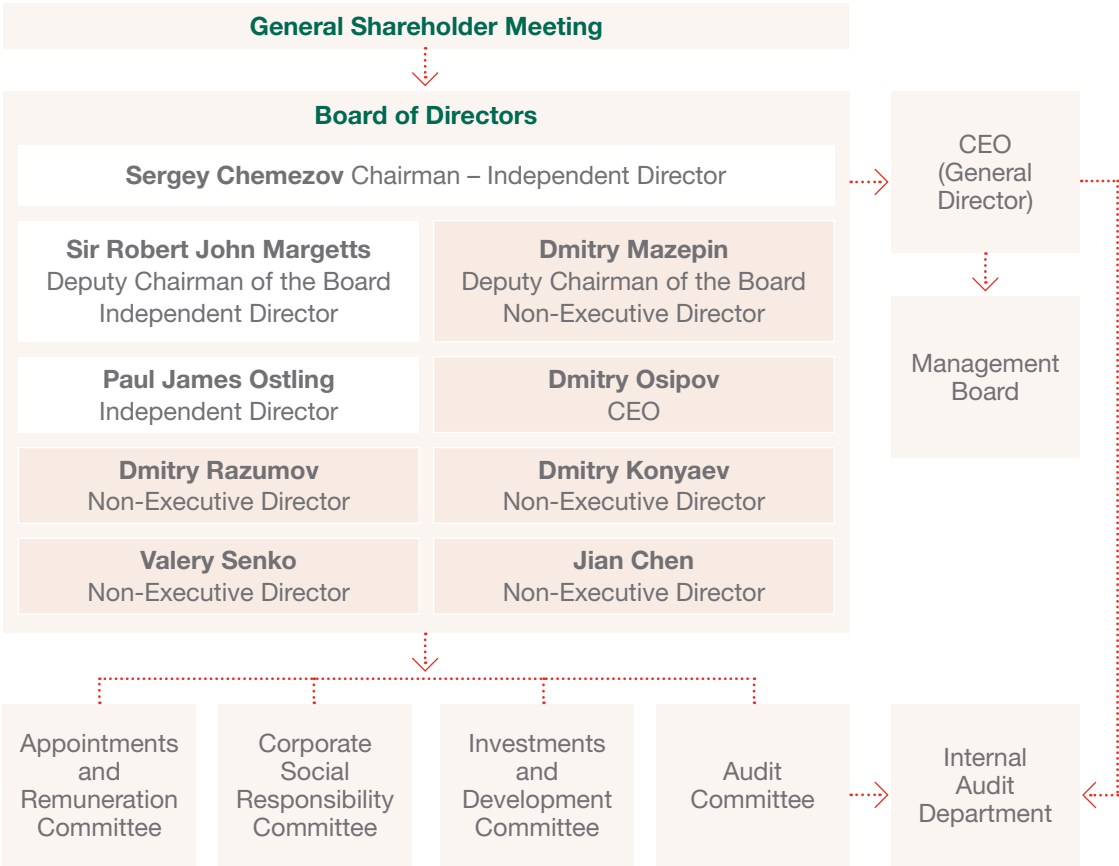 General Shareholder Meeting
Board of Directors
Sergey Chemezov Chairman – Independent Director
Sir Robert John Margetts
Deputy Chairman of the Board
Independent Director
Dmitry Mazepin
Deputy Chairman of the Board
Non-Executive Director
Paul James Ostling
Independent Director
Dmitry Osipov
CEO
Dmitry Razumov
Non-Executive Director
Dmitry Konyaev
Non-Executive Director
Valery Senko
Non-Executive Director
Jian Chen
Non-Executive Director
CEO
(General
Director)
Management
Board
Appointments
and
Remuneration
Committee
Corporate
Social
Responsibility
Committee
Investments
and
Development
Committee
Audit
Committee
Internal
Audit
Department